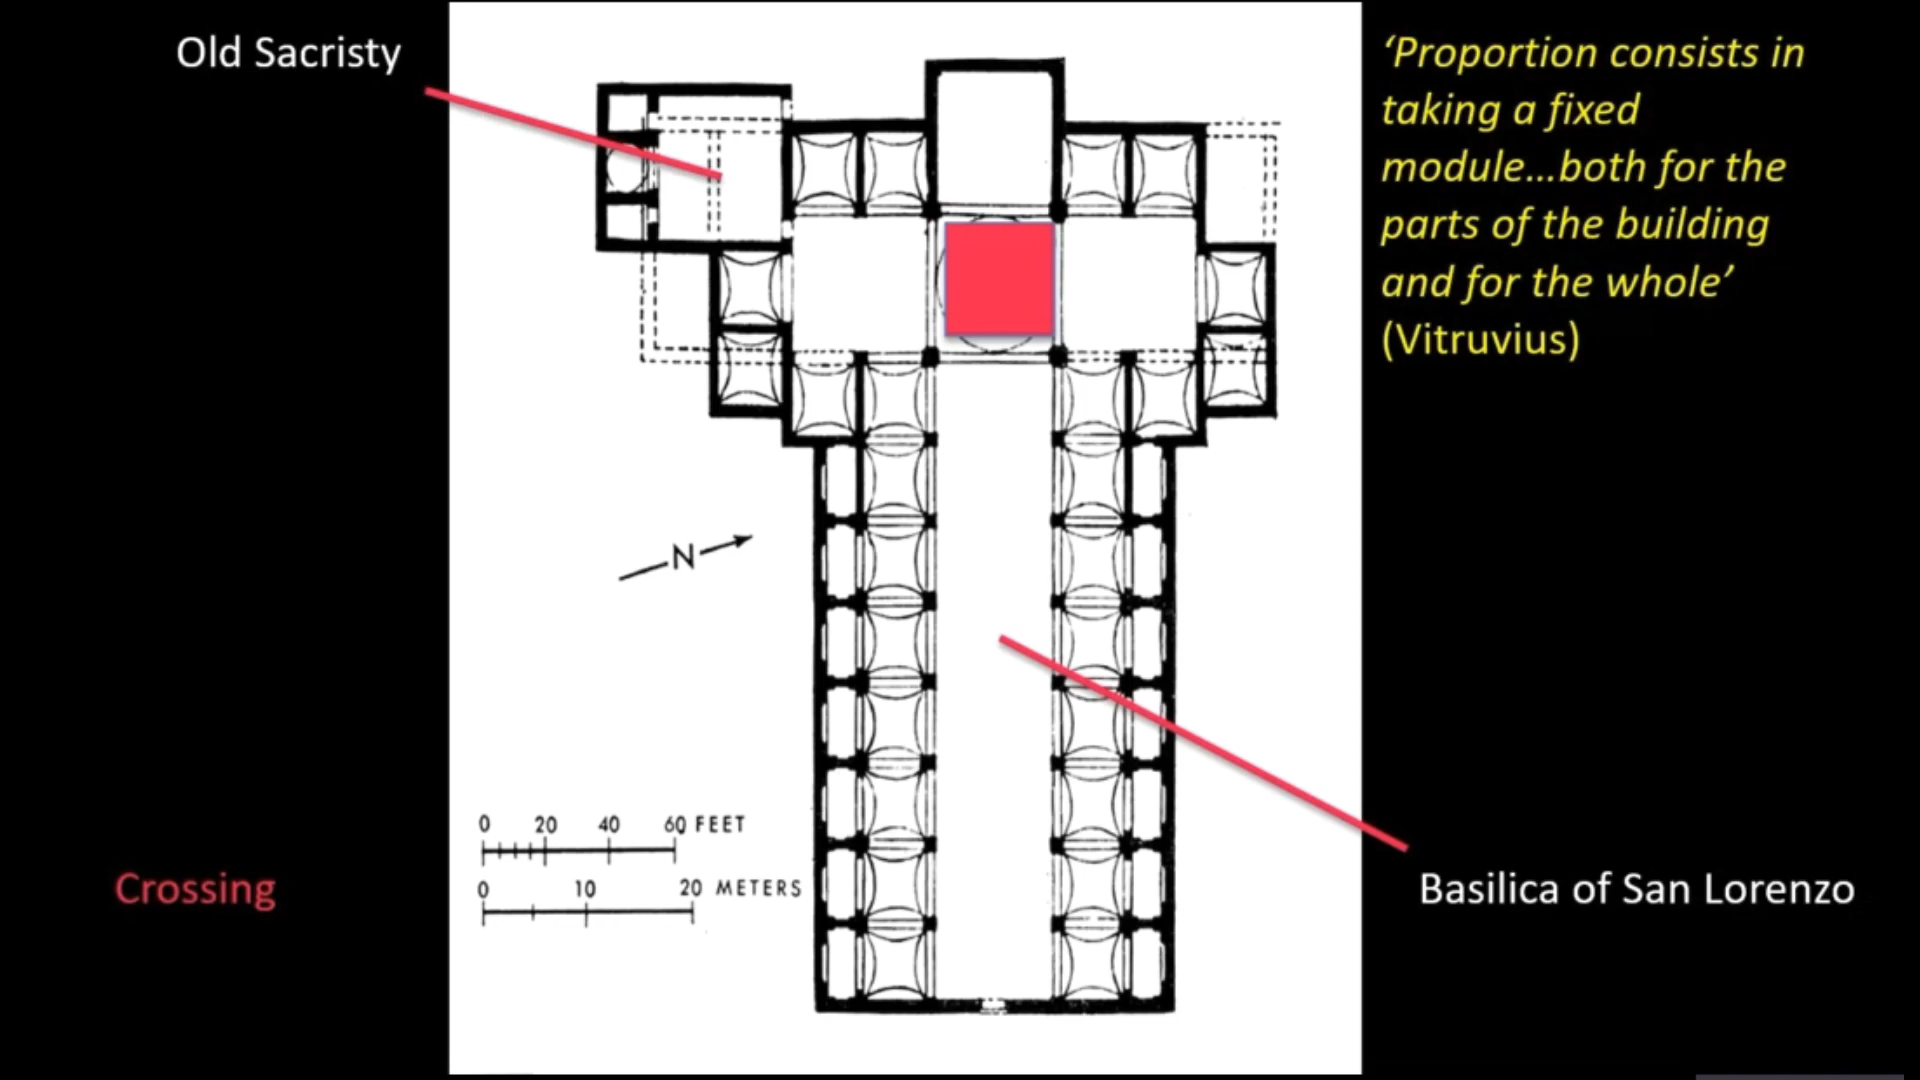 Old Sacristy
‘Proportion consists in
taking a fixed
module...both for the
parts of the building
and for the whole’
(Vitruvius)
N
0 20 40 60 FEET
0 10 20 METERS
Crossing
Basilica of San Lorenzo